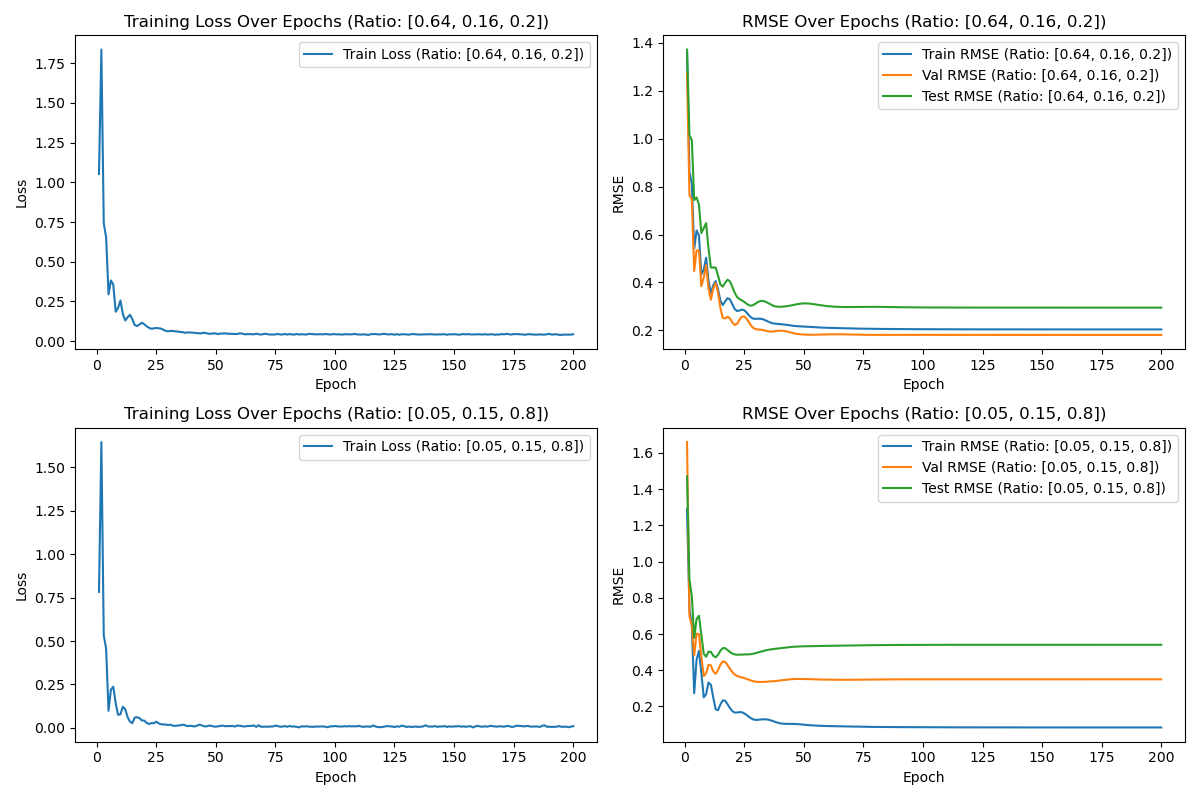 Training Loss Over Epochs (Ratio: [0.64, 0.16, 0.2])
Train Loss (Ratio: [0.64, 0.16, 0.2])
1.75
1.50
1.25
1.00
0.75
0.50
0.25
0.00
Loss
0 25 50 75 100 125 150 175 200
Epoch
RMSE Over Epochs (Ratio: [0.64, 0.16, 0.2])
Train RMSE (Ratio: [0.64, 0.16, 0.2])
Val RMSE (Ratio: [0.64, 0.16, 0.2])
Test RMSE (Ratio: [0.64, 0.16, 0.2])
1.4
1.2
1.0
0.8
0.6
0.4
0.2
RMSE
0 25 50 75 100 125 150 175 200
Epoch
Training Loss Over Epochs (Ratio: [0.05, 0.15, 0.8])
Train Loss (Ratio: [0.05, 0.15, 0.8])
1.50
1.25
1.00
0.75
0.50
0.25
0.00
Loss
0 25 50 75 100 125 150 175 200
Epoch
RMSE Over Epochs (Ratio: [0.05, 0.15, 0.8])
Train RMSE (Ratio: [0.05, 0.15, 0.8])
Val RMSE (Ratio: [0.05, 0.15, 0.8])
Test RMSE (Ratio: [0.05, 0.15, 0.8])
1.6
1.4
1.2
1.0
0.8
0.6
0.4
0.2
RMSE
0 25 50 75 100 125 150 175 200
Epoch